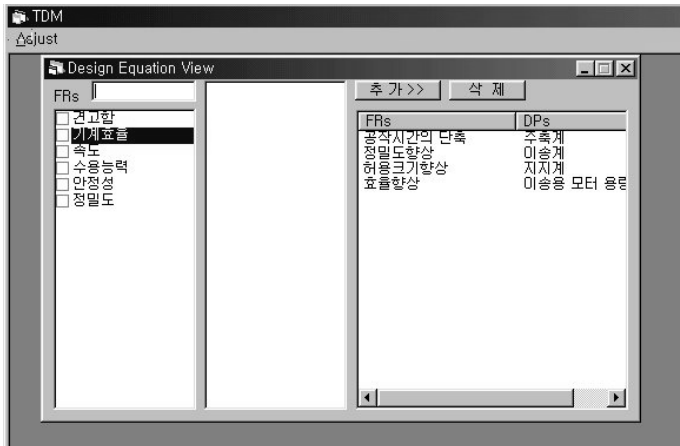 TDM
Adjust
Design Equation View
FRs
추 가>> 삭 제
견고함
기계효율
속도
수용능력
안정성
정밀도
FRs DPs
공작시간의 단축 주축계
정밀도향상 이송계
허용크기향상 지지계
효율향상 이송용 모터 용량